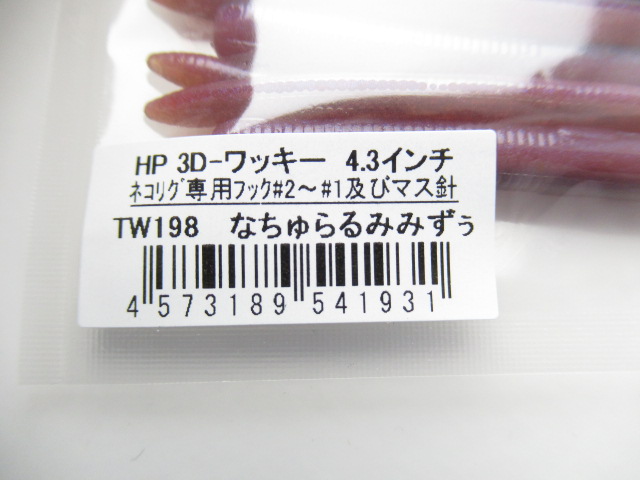 HP 3D-ワッキー 4.3インチ
ﾈｺﾘｸﾞ専用ﾌｯｸ#2～#1及びマス針
TW198 なちゅらるみみずぅ
4 573189 541931